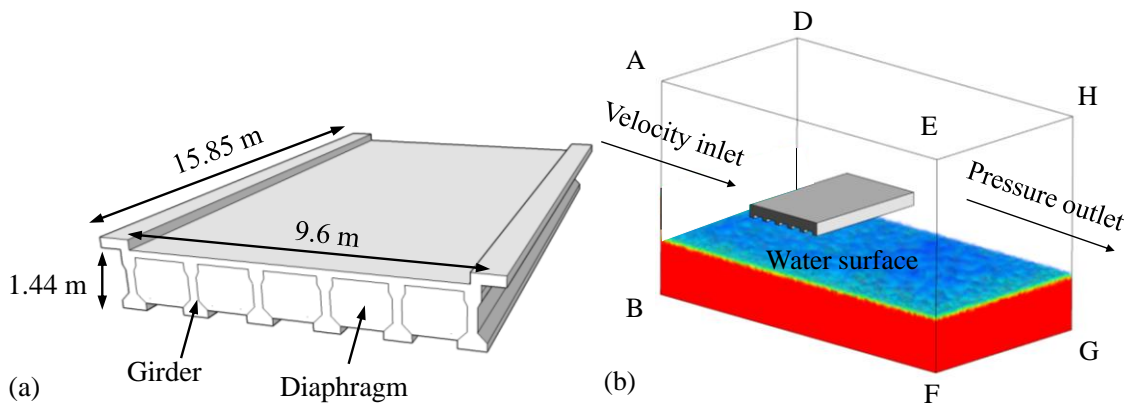 15.85 m
9.6 m
1.44 m
Girder
Diaphragm
(a)
D
A
H
E
Velocity inlet
Pressure outlet
Water surface
B
G
F
(b)